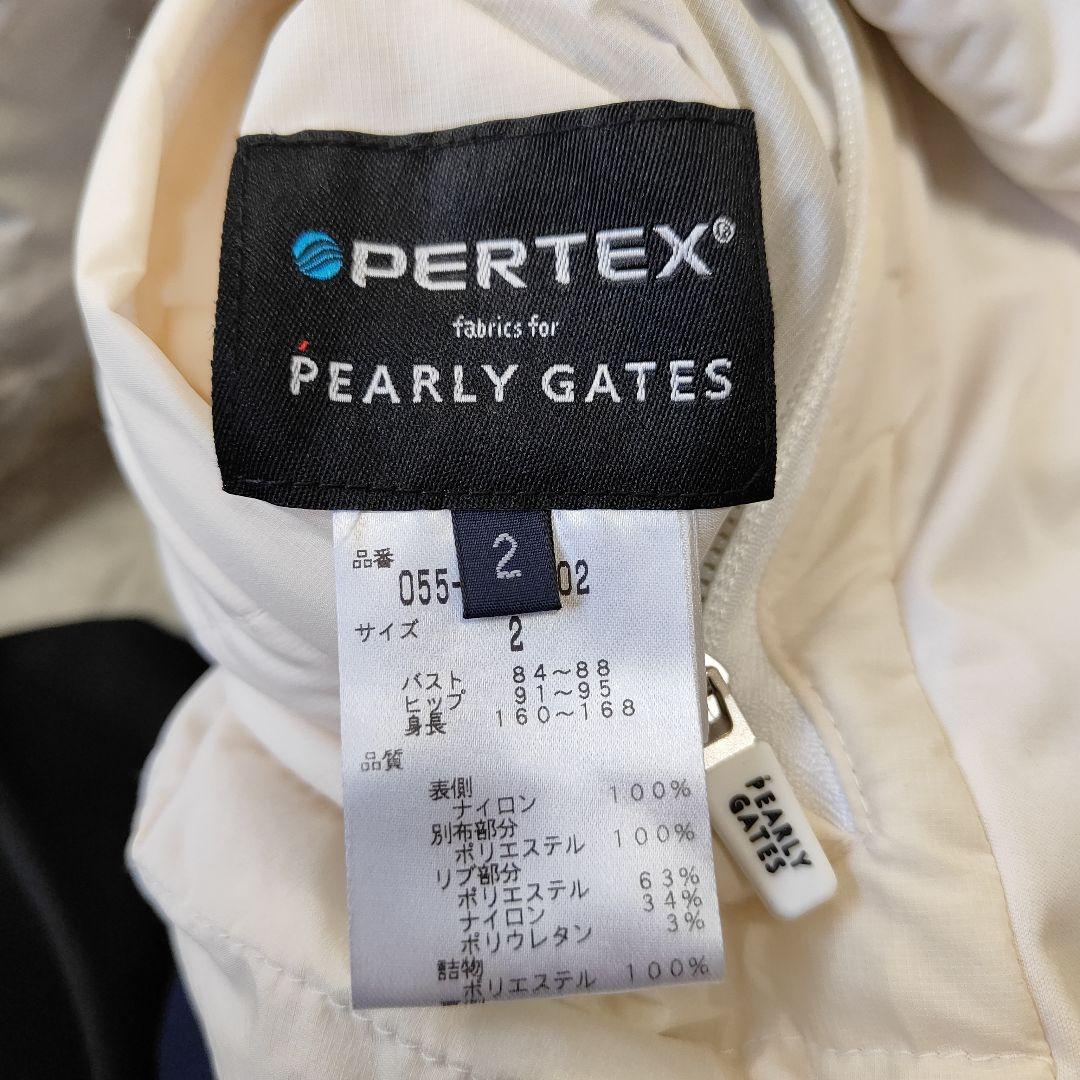 PERTEX®
fabrics for
PEARLY GATES
2
品番
055- 02
サイズ 2
バスト 84~88
ヒップ 91~95
身長 160~168
品質
表側
ナイロン 100%
別布部分
ポリエステル 100%
リブ部分
ポリエステル 63%
ナイロン 34%
ポリウレタン 3%
詰物
ポリエステル 100%
PEARLY
GATES